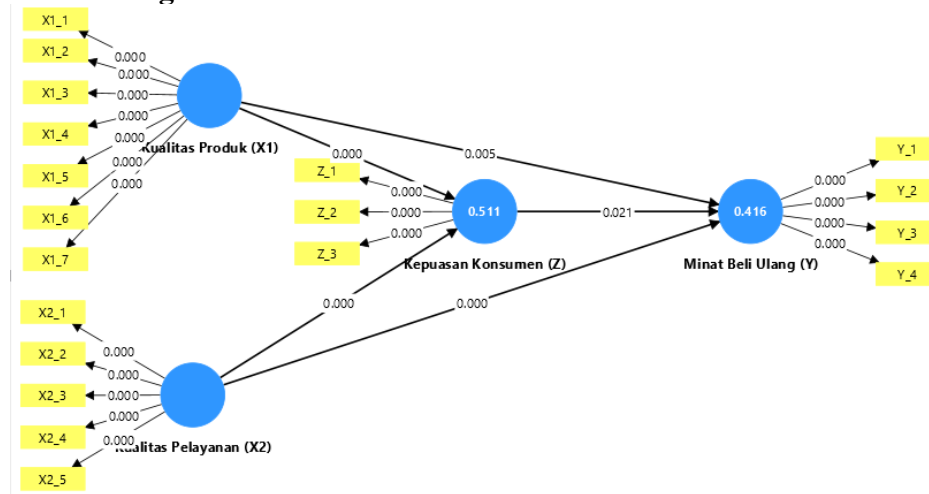 X1_1
X1_2
X1_3
X1_4
X1_5
X1_6
X1_7
0.000
0.000
0.000
0.000
0.000
0.000
0.000
Kualitas Produk (X1)
0.000
0.005
Z_1
Z_2
Z_3
0.000
0.000
0.000
0.511
Kepuasan Konsumen (Z)
0.021
0.416
Minat Beli Ulang (Y)
0.000
0.000
0.000
0.000
Y_1
Y_2
Y_3
Y_4
0.000
0.000
X2_1
X2_2
X2_3
X2_4
X2_5
0.000
0.000
0.000
0.000
0.000
Kualitas Pelayanan (X2)